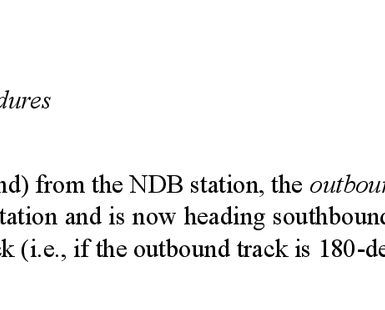 dures
nd) from the NDB station, the outboun
tation and is now heading southbound
ck (i.e., if the outbound track is 180-de